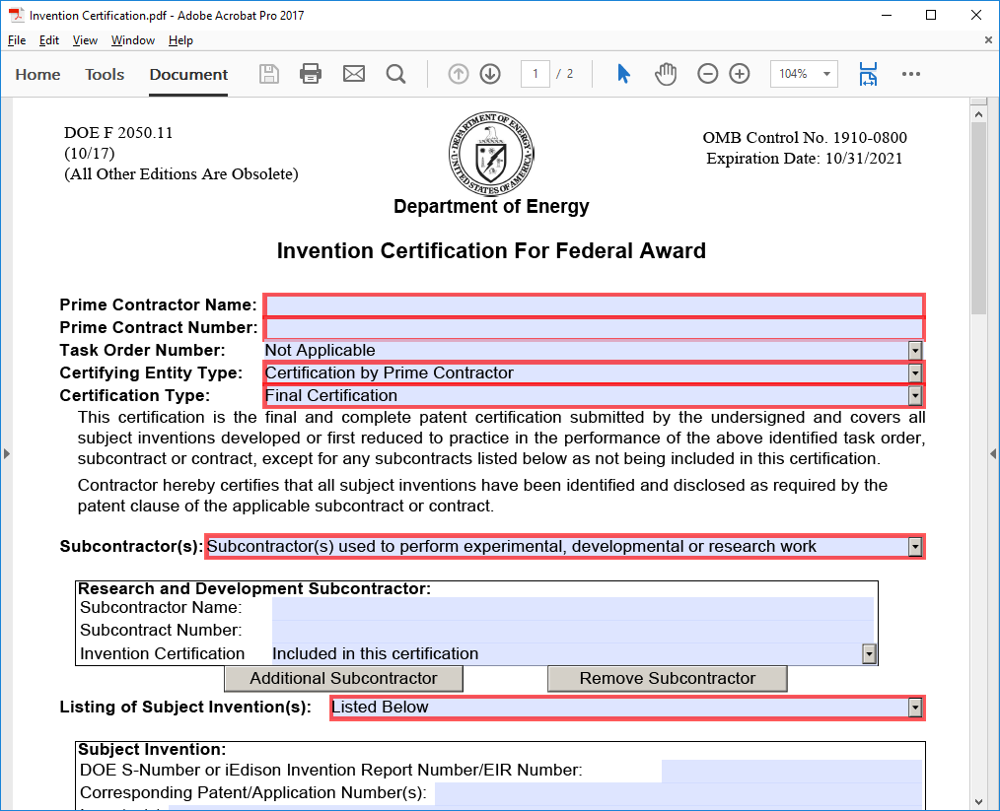 Invention Certification.pdf - Adobe Acrobat Pro 2017
File Edit View Window Help
Home Tools Document 1 / 2 104%
DOE F 2050.11
(10/17)
(All Other Editions Are Obsolete)
DEPARTMENT OF ENERGY
UNITED STATES OF AMERICA
OMB Control No. 1910-0800
Expiration Date: 10/31/2021
Department of Energy
Invention Certification For Federal Award
Prime Contractor Name:
Prime Contract Number:
Task Order Number: Not Applicable
Certifying Entity Type: Certification by Prime Contractor
Certification Type: Final Certification
This certification is the final and complete patent certification submitted by the undersigned and covers all
subject inventions developed or first reduced to practice in the performance of the above identified task order,
subcontract or contract, except for any subcontracts listed below as not being included in this certification.
Contractor hereby certifies that all subject inventions have been identified and disclosed as required by the
patent clause of the applicable subcontract or contract.
Subcontractor(s): Subcontractor(s) used to perform experimental, developmental or research work
Research and Development Subcontractor:
Subcontractor Name:
Subcontract Number:
Invention Certification Included in this certification
Additional Subcontractor Remove Subcontractor
Listing of Subject Invention(s): Listed Below
Subject Invention:
DOE S-Number or iEdison Invention Report Number/EIR Number:
Corresponding Patent/Application Number(s):